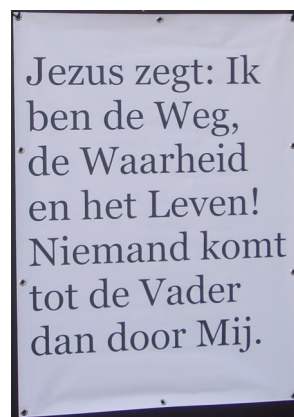 Jezus zegt: Ik
ben de Weg,
de Waarheid
en het Leven!
Niemand komt
tot de Vader
dan door Mij.